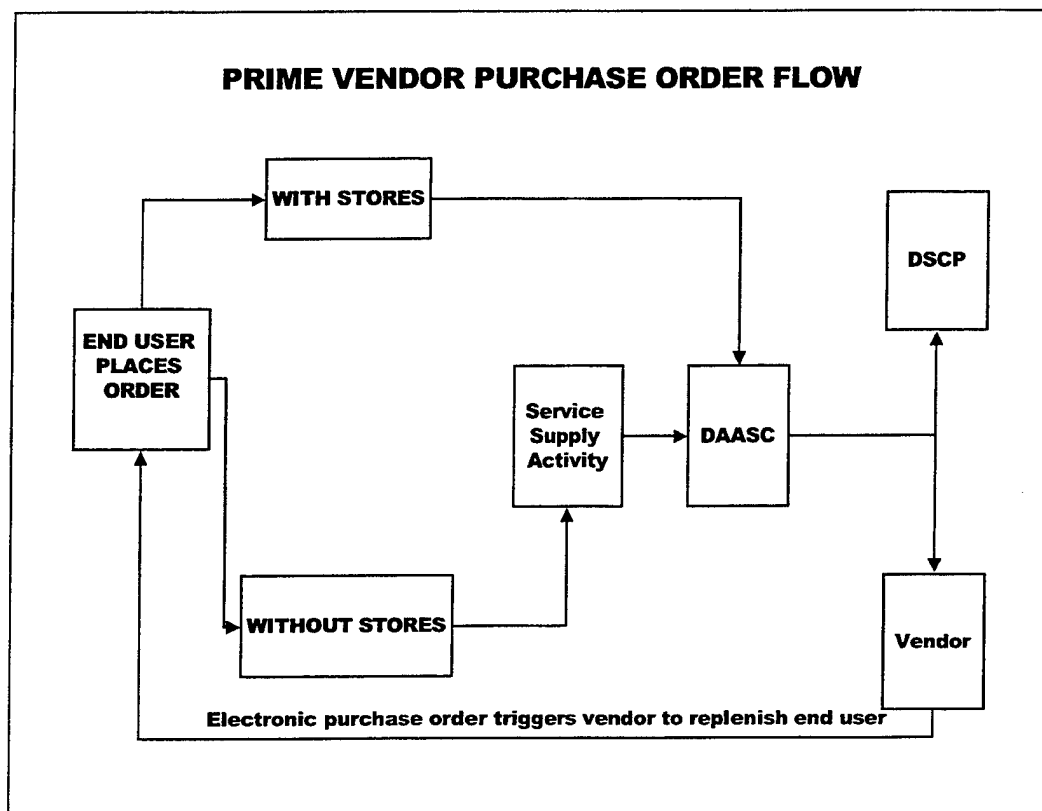 PRIME VENDOR PURCHASE ORDER FLOW
WITH STORES
DSCP
END USER
PLACES
ORDER
Service
Supply
Activity
DAASC
WITHOUT STORES
Vendor
Electronic purchase order triggers vendor to replenish end user